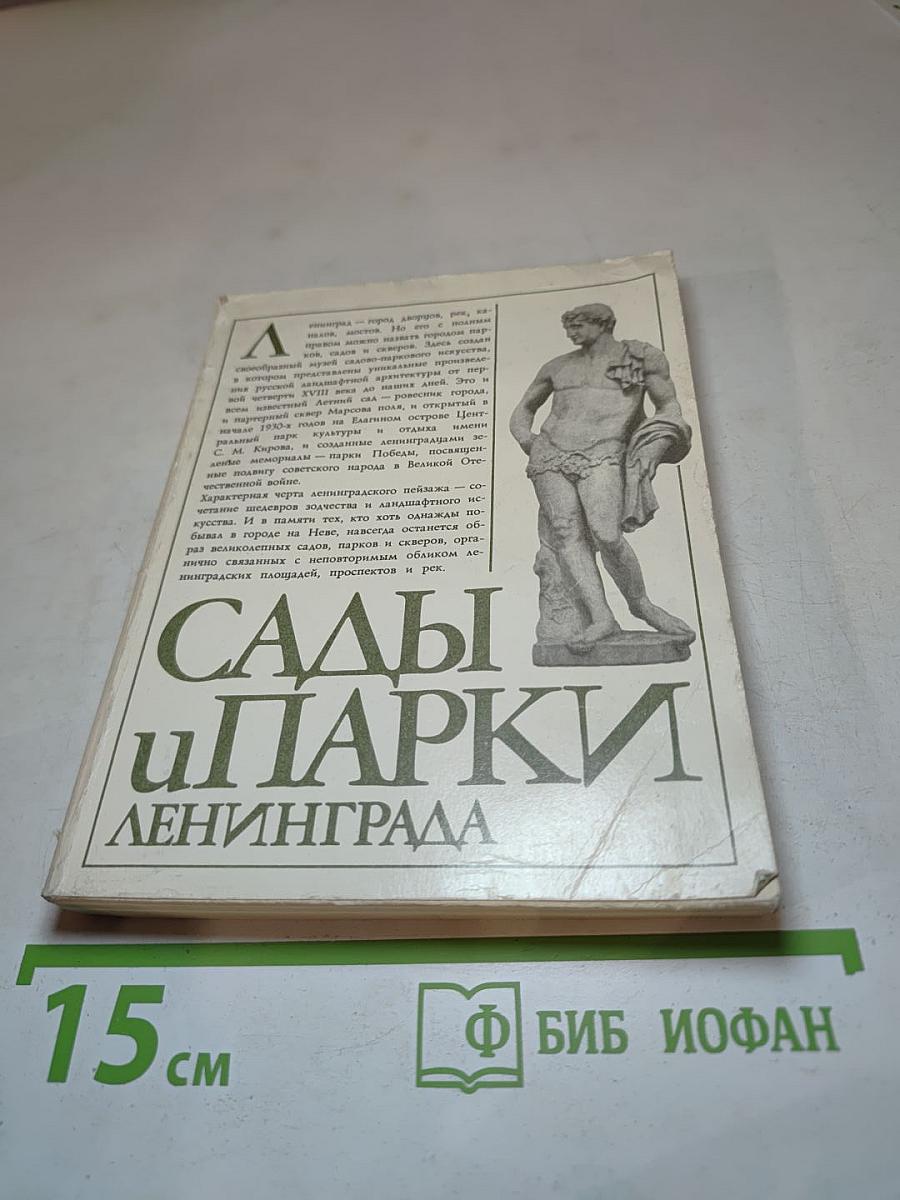 Ленинград — город дворцов, рек, ка-
налов, мостов. Но его с полным
правом можно назвать городом пар-
ков, садов и скверов. Здесь создан
своеобразный музей садово-паркового искусства,
в котором представлены уникальные произведе-
ния русской ландшафтной архитектуры от пер-
вой четверти XVIII века до наших дней. Это и
всем известный Летний сад — ровесник города,
и партерный сквер Марсова поля, и открытый в
начале 1930-х годов на Елагином острове Цент-
ральный парк культуры и отдыха имени
С. М. Кирова, и созданные ленинградцами зе-
леные мемориалы — парки Победы, посвящен-
ные подвигу советского народа в Великой Оте-
чественной войне.
Характерная черта ленинградского пейзажа — со-
четание шедевров зодчества и ландшафтного ис-
кусства. И в памяти тех, кто хоть однажды по-
бывал в городе на Неве, навсегда останется об-
раз великолепных садов, парков и скверов, орга-
нично связанных с неповторимым обликом ле-
нинградских площадей, проспектов и рек.
САДЫ
и ПАРКИ
ЛЕНИНГРАДА
15 см
Ф БИБ ИОФАН